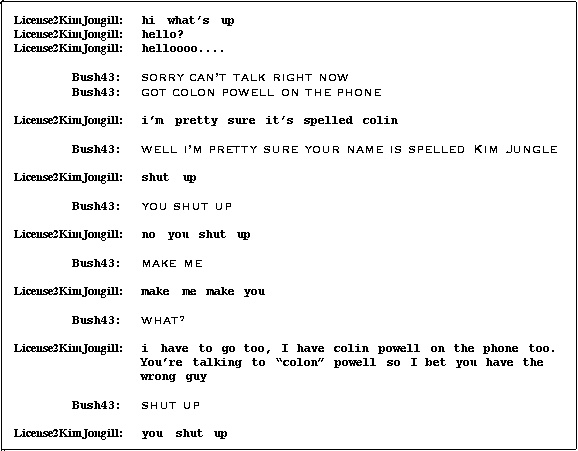 License2KimJongill: hi what's up
License2KimJongill: hello?
License2KimJongill: helloooo....
Bush43: SORRY CAN'T TALK RIGHT NOW
Bush43: GOT COLON POWELL ON THE PHONE
License2KimJongill: i'm pretty sure it's spelled colin
Bush43: WELL I'M PRETTY SURE YOUR NAME IS SPELLED KIM JUNGLE
License2KimJongill: shut up
Bush43: YOU SHUT UP
License2KimJongill: no you shut up
Bush43: MAKE ME
License2KimJongill: make me make you
Bush43: WHAT?
License2KimJongill: i have to go too, I have colin powell on the phone too.
You're talking to “colon” powell so I bet you have the
wrong guy
Bush43: SHUT UP
License2KimJongill: you shut up